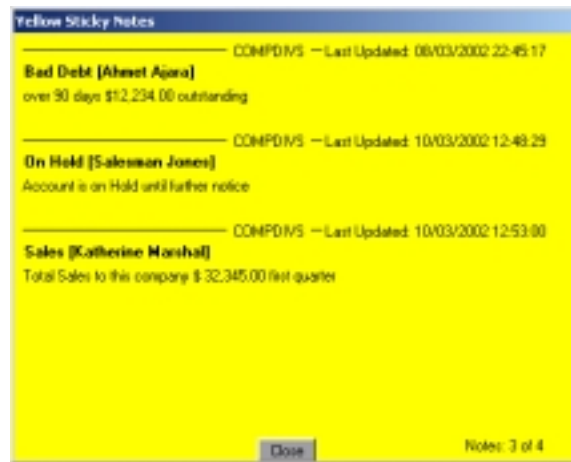 Yellow Sticky Notes
COMPDIVS - Last Updated: 08/03/2002 22:45:17
Bad Debt [Ahmet Ajara]
over 90 days $12,234.00 outstanding
COMPDIVS - Last Updated: 10/03/2002 12:48:29
On Hold [Salesman Jones]
Account is on Hold until further notice
COMPDIVS - Last Updated: 10/03/2002 12:53:00
Sales [Katherine Marshal]
Total Sales to this company $ 32,345.00 first quarter
Close
Notes: 3 of 4